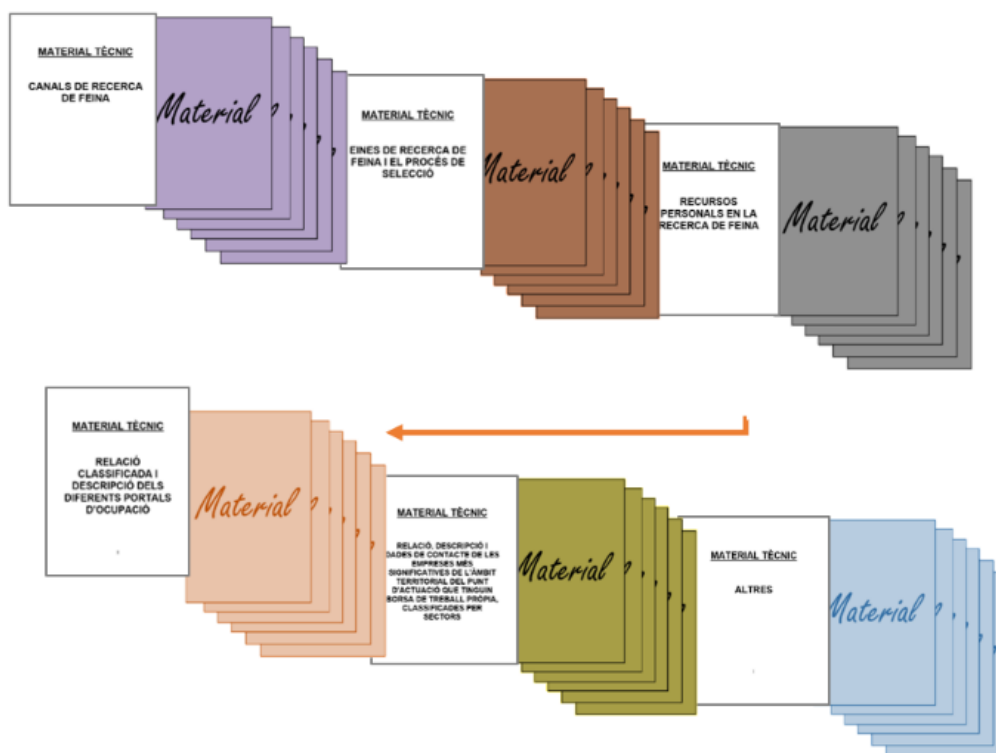 MATERIAL TÈCNIC
CANALS DE RECERCA
DE FEINA
Material
MATERIAL TÈCNIC
EINES DE RECERCA DE
FEINA I EL PROCÉS DE
SELECCIÓ
Material
MATERIAL TÈCNIC
RECURSOS
PERSONALS EN LA
RECERCA DE FEINA
Material
MATERIAL TÈCNIC
RELACIÓ
CLASSIFICADA I
DESCRIPCIÓ DELS
DIFERENTS PORTALS
D'OCUPACIÓ
Material
MATERIAL TÈCNIC
RELACIÓ, DESCRIPCIÓ I
DADES DE CONTACTE DE LES
EMPRESES MÉS
SIGNIFICATIVES DE L'ÀMBIT
TERRITORIAL DEL PUNT
D'ACTUACIÓ QUE TINGUIN
BORSA DE TREBALL PRÒPIA,
CLASSIFICADES PER
SECTORS
Material
MATERIAL TÈCNIC
ALTRES
Material